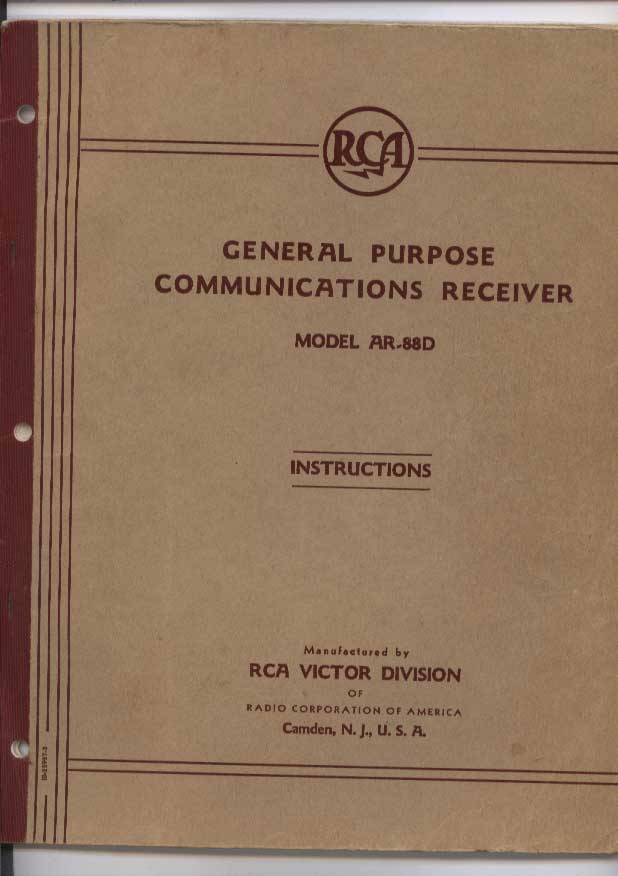 RCA
GENERAL PURPOSE
COMMUNICATIONS RECEIVER
MODEL AR-88D
INSTRUCTIONS
Manufactured by
RCA VICTOR DIVISION
OF
RADIO CORPORATION OF AMERICA
Camden, N. J., U. S. A.